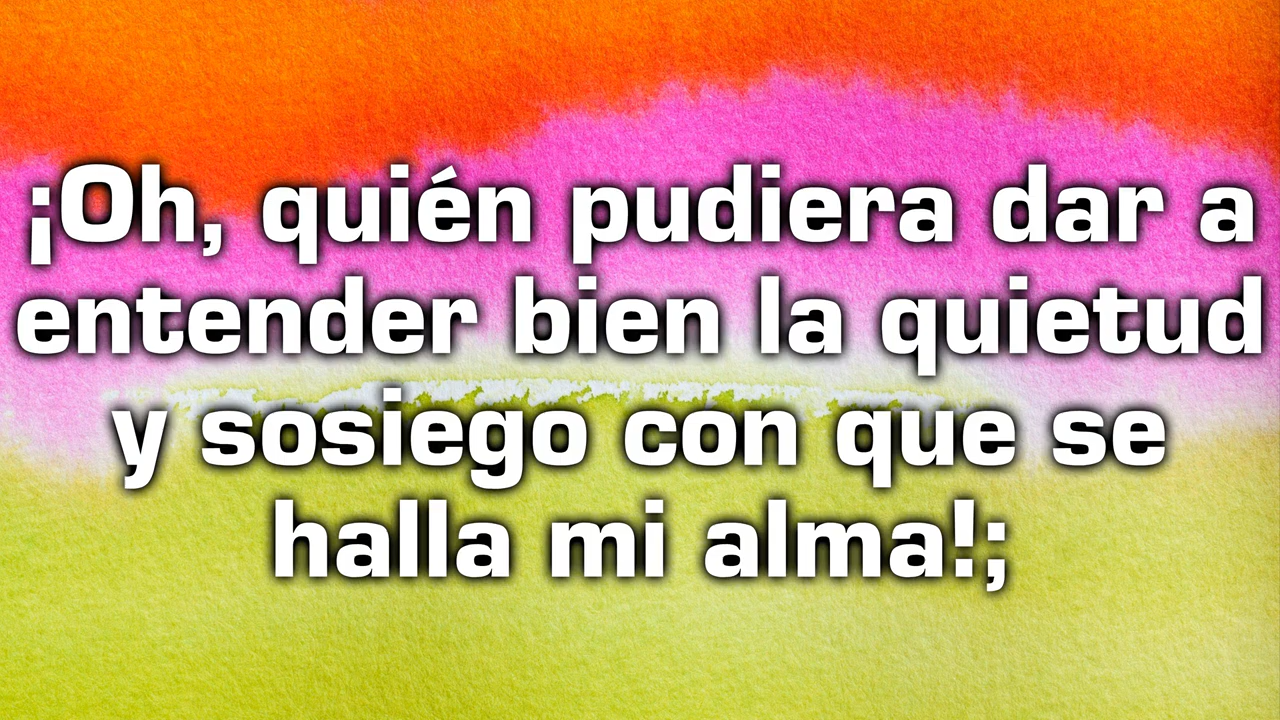 ¡Oh, quién pudiera dar a
entender bien la quietud
y sosiego con que se
halla mi alma!;